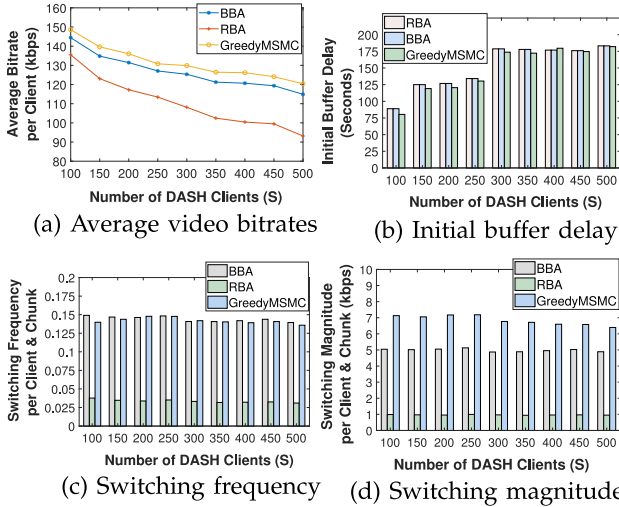 BBA
RBA
GreedyMSMC
Average Bitrate
per Client (kbps)
180
160
140
120
100
80
60
100 150 200 250 300 350 400 450 500
Number of DASH Clients (S)
(a) Average video bitrates
RBA
BBA
GreedyMSMC
Initial Buffer Delay
(Seconds)
175
150
125
100
75
50
25
0
100 150 200 250 300 350 400 450 500
Number of DASH Clients (S)
(b) Initial buffer delay
BBA
RBA
GreedyMSMC
Switching Frequency
per Client & Chunk
0.2
0.175
0.15
0.125
0.1
0.075
0.05
0.025
0
100 150 200 250 300 350 400 450 500
Number of DASH Clients (S)
(c) Switching frequency
BBA
RBA
GreedyMSMC
Switching Magnitude
per Client & Chunk (kbps)
10
9
8
7
6
5
4
3
2
1
0
100 150 200 250 300 350 400 450 500
Number of DASH Clients (S)
(d) Switching magnitude